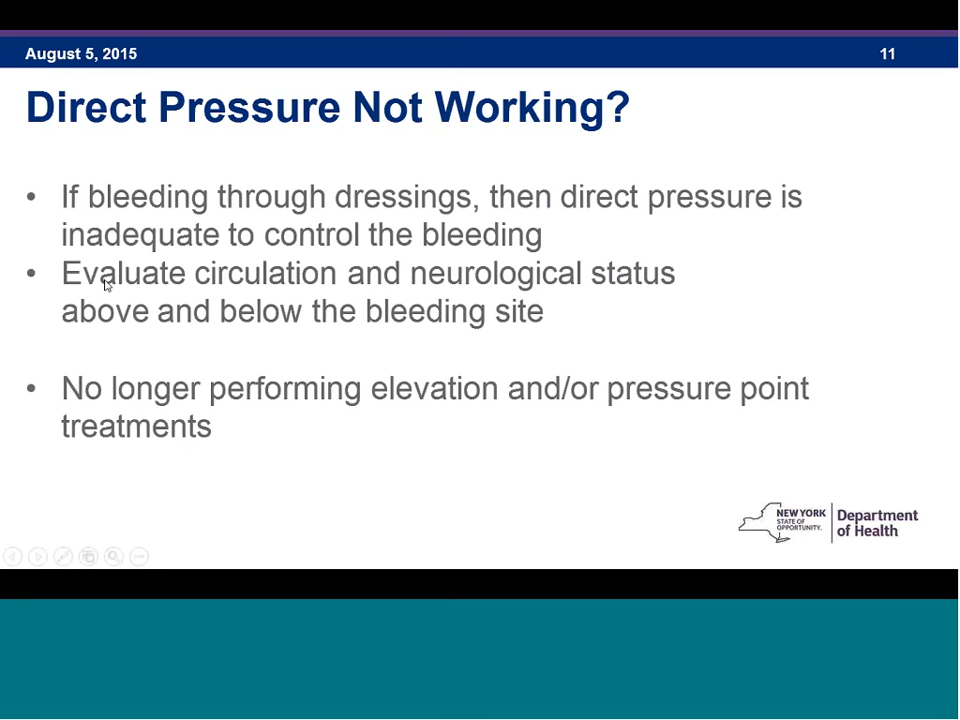 August 5, 2015 11
Direct Pressure Not Working?
• If bleeding through dressings, then direct pressure is
inadequate to control the bleeding
• Evaluate circulation and neurological status
above and below the bleeding site
• No longer performing elevation and/or pressure point
treatments
NEW YORK
STATE OF
OPPORTUNITY.
Department
of Health